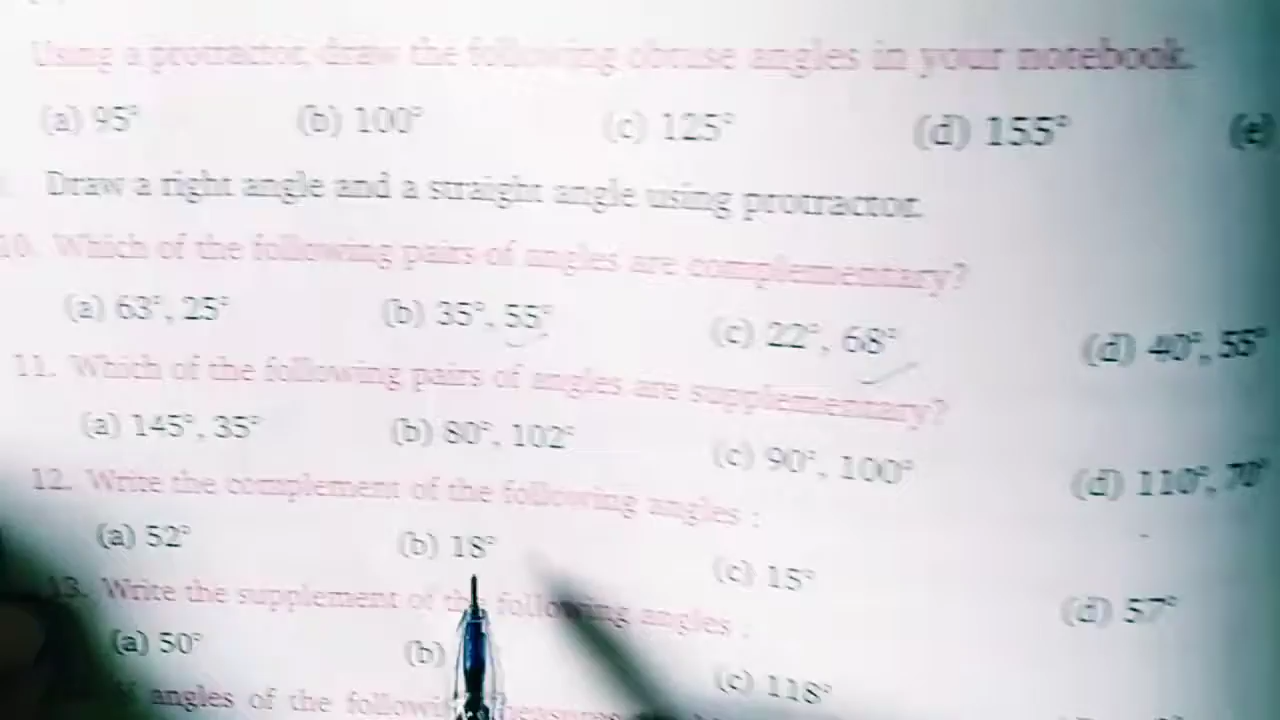 Using a protractor, draw the following obtuse angles in your notebook.
(a) 95° (b) 100° (c) 125° (d) 155° (e)
Draw a right angle and a straight angle using protractor.
10. Which of the following pairs of angles are complementary?
(a) 63°, 25° (b) 35°, 55° (c) 22°, 68° (d) 40°, 55°
11. Which of the following pairs of angles are supplementary?
(a) 145°, 35° (b) 80°, 102° (c) 90°, 100° (d) 110°, 70°
12. Write the complement of the following angles :
(a) 52° (b) 18° (c) 15° (d) 57°
13. Write the supplement of the following angles :
(a) 50° (b) (c) 118°
angles of the following